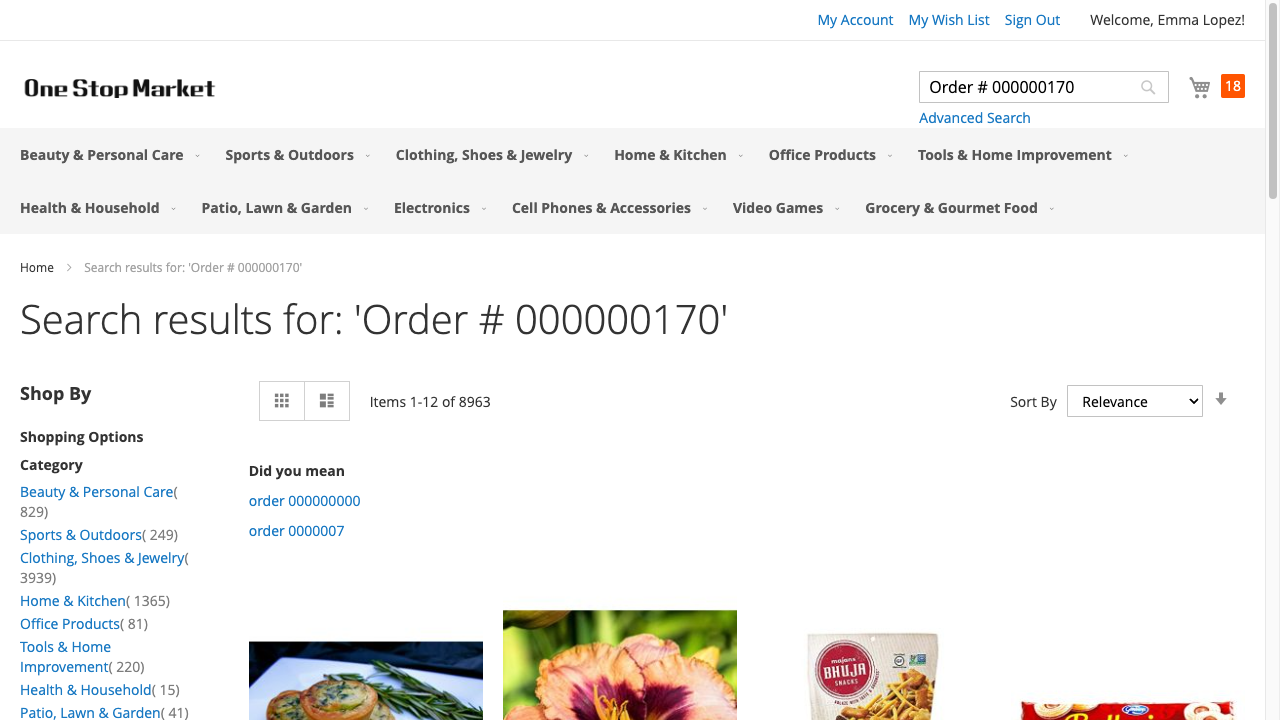 My Account My Wish List Sign Out Welcome, Emma Lopez!
One Stop Market
Order # 000000170
18
Advanced Search
Beauty & Personal Care Sports & Outdoors Clothing, Shoes & Jewelry Home & Kitchen Office Products Tools & Home Improvement
Health & Household Patio, Lawn & Garden Electronics Cell Phones & Accessories Video Games Grocery & Gourmet Food
Home Search results for: 'Order # 000000170'
Search results for: 'Order # 000000170'
Shop By
Items 1-12 of 8963
Sort By Relevance
Shopping Options
Category
Beauty & Personal Care(
829)
Sports & Outdoors( 249)
Clothing, Shoes & Jewelry(
3939)
Home & Kitchen( 1365)
Office Products( 81)
Tools & Home
Improvement( 220)
Health & Household( 15)
Patio, Lawn & Garden( 41)
Did you mean
order 000000000
order 0000007
majans
BHUJA
SNACKS